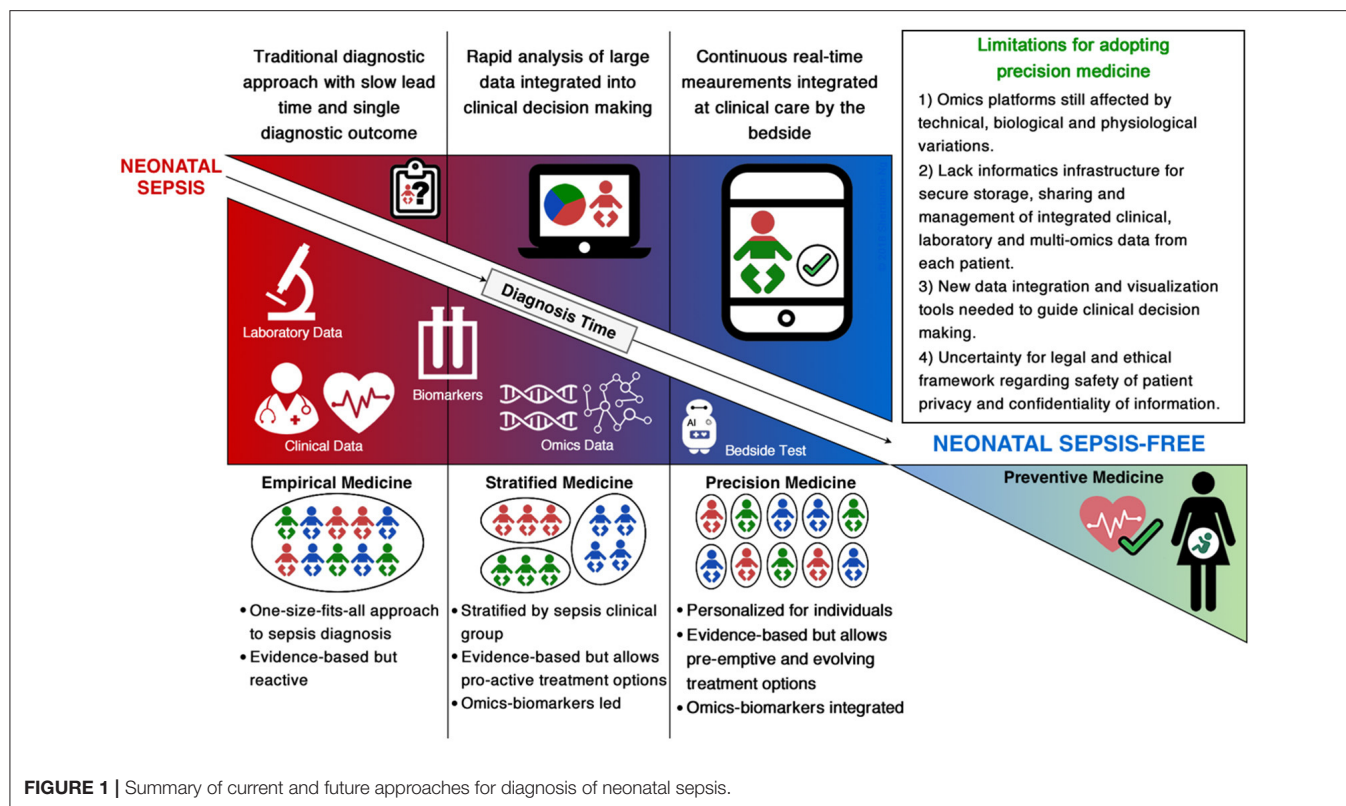 Traditional diagnostic
approach with slow lead
time and single
diagnostic outcome
Rapid analysis of large
data integrated into
clinical decision making
Continuous real-time
meaurements integrated
at clinical care by the
bedside
Limitations for adopting
precision medicine
1) Omics platforms still affected by
technical, biological and physiological
variations.
2) Lack informatics infrastructure for
secure storage, sharing and
management of integrated clinical,
laboratory and multi-omics data from
each patient.
3) New data integration and visualization
tools needed to guide clinical decision
making.
4) Uncertainty for legal and ethical
framework regarding safety of patient
privacy and confidentiality of information.
NEONATAL
SEPSIS
?
Diagnosis Time
Laboratory Data
Biomarkers
Clinical Data
Omics Data
AI
Bedside Test
NEONATAL SEPSIS-FREE
Preventive Medicine
Empirical Medicine
• One-size-fits-all approach
to sepsis diagnosis
• Evidence-based but
reactive
Stratified Medicine
• Stratified by sepsis clinical
group
• Evidence-based but allows
pro-active treatment options
• Omics-biomarkers led
Precision Medicine
• Personalized for individuals
• Evidence-based but allows
pre-emptive and evolving
treatment options
• Omics-biomarkers integrated
FIGURE 1 | Summary of current and future approaches for diagnosis of neonatal sepsis.